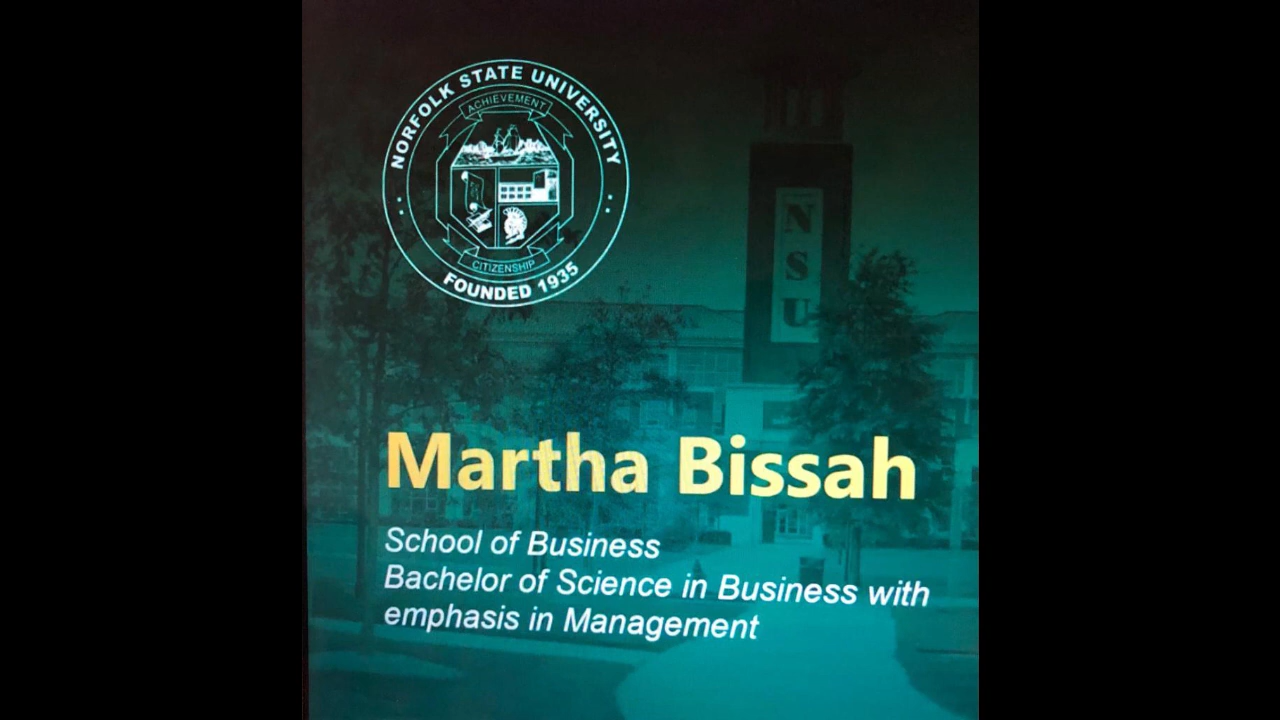 NORFOLK STATE UNIVERSITY
ACHIEVEMENT
CITIZENSHIP
FOUNDED 1935
NSU
Martha Bissah
School of Business
Bachelor of Science in Business with
emphasis in Management